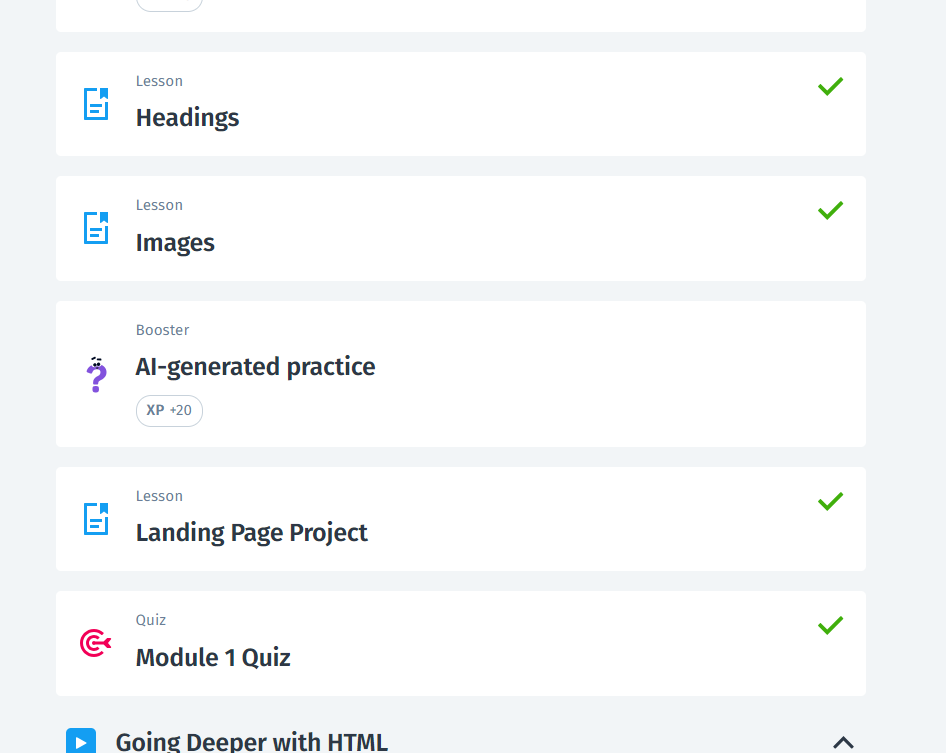 Lesson
Headings
Lesson
Images
Booster
AI-generated practice
XP +20
Lesson
Landing Page Project
Quiz
Module 1 Quiz
Going Deeper with HTML